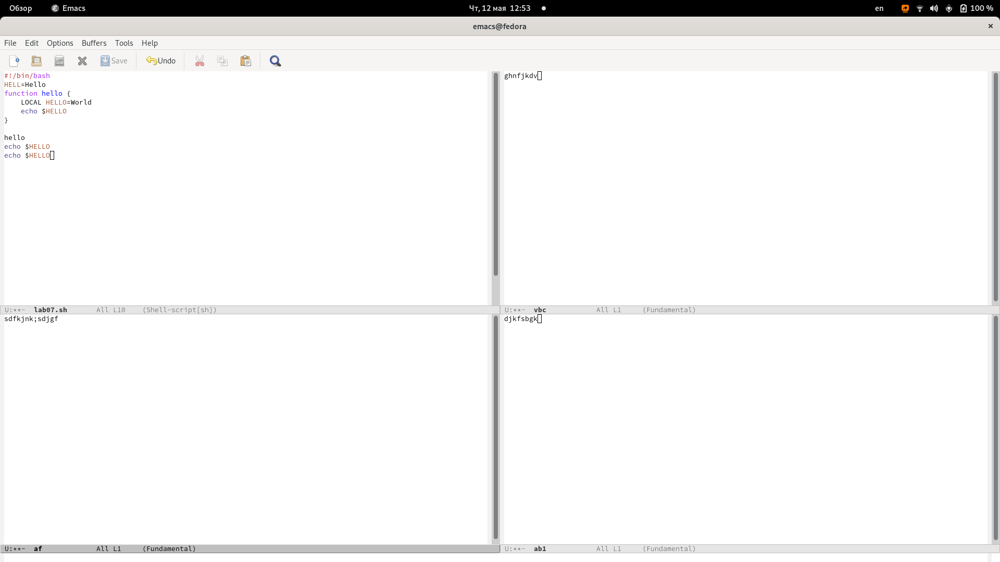 Обзор Emacs Чт, 12 мая 12:53 en 100 %
emacs@fedora
File Edit Options Buffers Tools Help
Save Undo
#!/bin/bash
HELL=Hello
function hello {
    LOCAL HELLO=World
    echo $HELLO
}
hello
echo $HELLO
echo $HELLO
U:**-  lab07.sh       All L10    (Shell-script[sh])
ghnfjkdv
U:**-  vbc            All L1     (Fundamental)
sdfkjnk;sdjgf
U:**-  af             All L1     (Fundamental)
djkfsbgk
U:**-  ab1            All L1     (Fundamental)